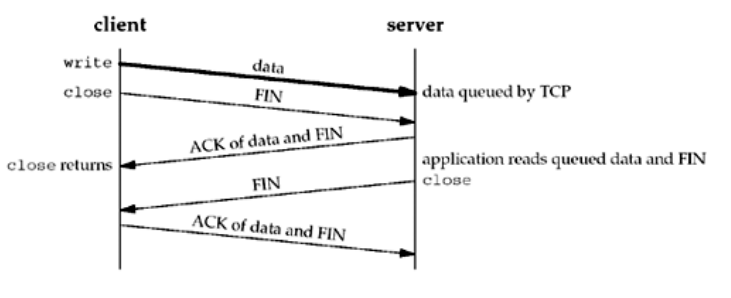 client
server
write
data
data queued by TCP
close
FIN
ACK of data and FIN
application reads queued data and FIN
close returns
close
FIN
ACK of data and FIN